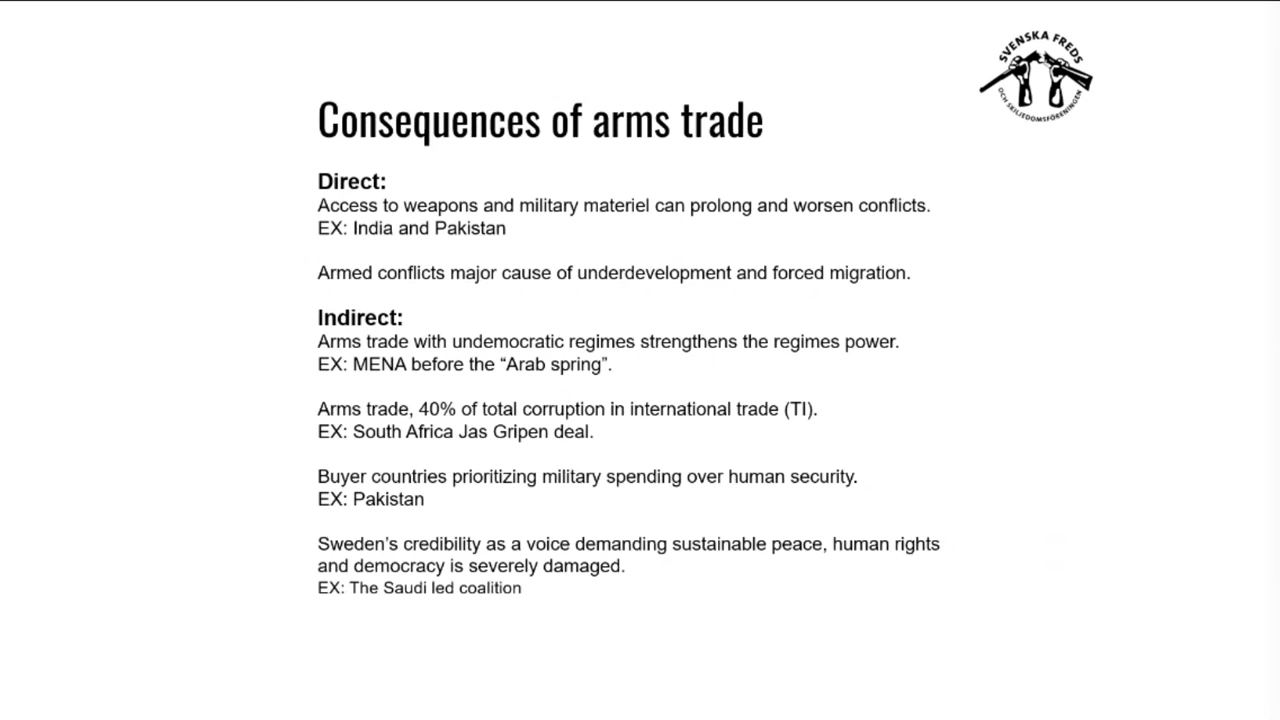 SVENSKA FREDS
OCH SKILJEDOMSFÖRENINGEN
Consequences of arms trade
Direct:
Access to weapons and military materiel can prolong and worsen conflicts.
EX: India and Pakistan
Armed conflicts major cause of underdevelopment and forced migration.
Indirect:
Arms trade with undemocratic regimes strengthens the regimes power.
EX: MENA before the “Arab spring”.
Arms trade, 40% of total corruption in international trade (TI).
EX: South Africa Jas Gripen deal.
Buyer countries prioritizing military spending over human security.
EX: Pakistan
Sweden’s credibility as a voice demanding sustainable peace, human rights
and democracy is severely damaged.
EX: The Saudi led coalition